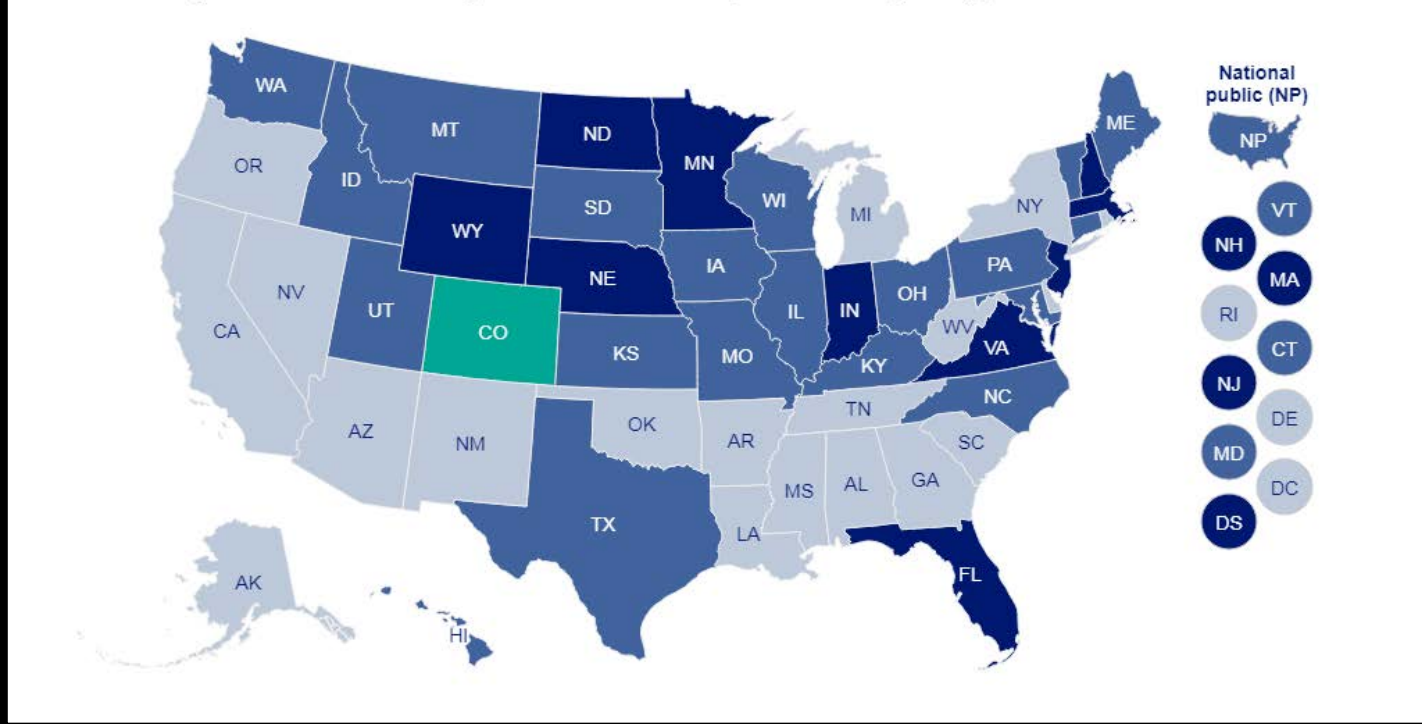 WA
MT
ND
MN
ME
National
public (NP)
NP
OR
ID
SD
WI
MI
NY
VT
WY
NH
IA
PA
NE
MA
NV
UT
IL
IN
OH
RI
CA
CO
WV
VA
CT
KS
MO
KY
NJ
NC
TN
DE
AZ
NM
OK
AR
SC
MD
MS
AL
GA
DC
TX
LA
DS
AK
FL
HI